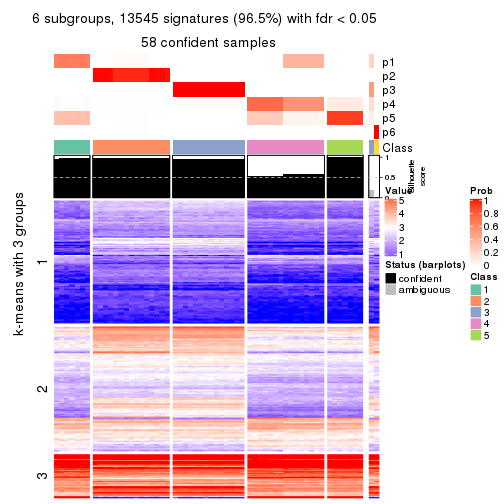 6 subgroups, 13545 signatures (96.5%) with fdr < 0.05
58 confident samples
p1
p2
p3
p4
p5
p6
Class
1
0.5
0
Silhouette
score
k-means with 3 groups
1
2
3
Value
5
4
3
2
1
Status (barplots)
confident
ambiguous
Prob
1
0.8
0.6
0.4
0.2
0
Class
1
2
3
4
5